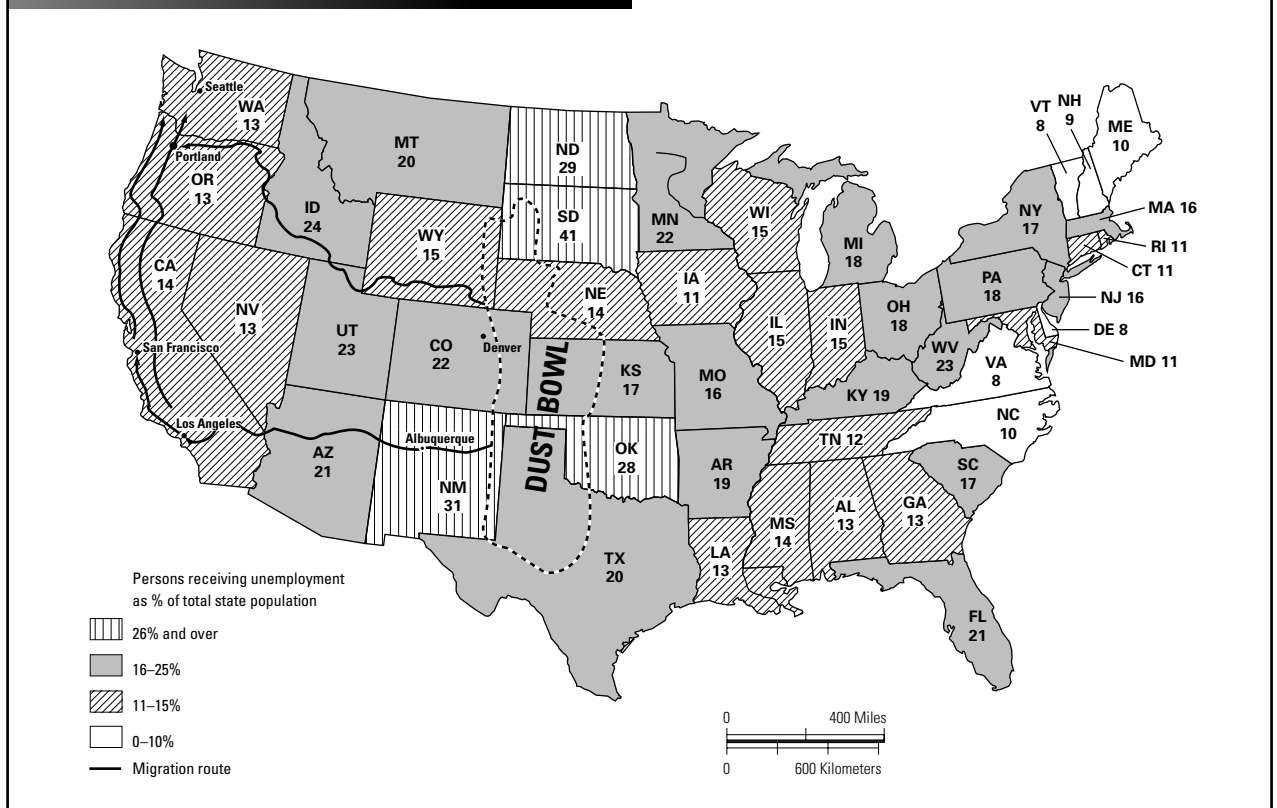 Seattle
WA
13
Portland
OR
13
MT
20
ID
24
WY
15
ND
29
SD
41
MN
22
WI
15
MI
18
VT
8
NH
9
ME
10
NY
17
MA 16
RI 11
CT 11
NJ 16
DE 8
MD 11
PA
18
OH
18
WV
23
VA
8
CA
14
NV
13
UT
23
CO
22
Denver
NE
14
IA
11
IL
15
IN
15
San Francisco
Los Angeles
KS
17
MO
16
KY 19
NC
10
TN 12
SC
17
AZ
21
Albuquerque
NM
31
DUST BOWL
OK
28
AR
19
MS
14
AL
13
GA
13
LA
13
TX
20
FL
21
Persons receiving unemployment
as % of total state population
26% and over
16–25%
11–15%
0–10%
Migration route
0 400 Miles
0 600 Kilometers